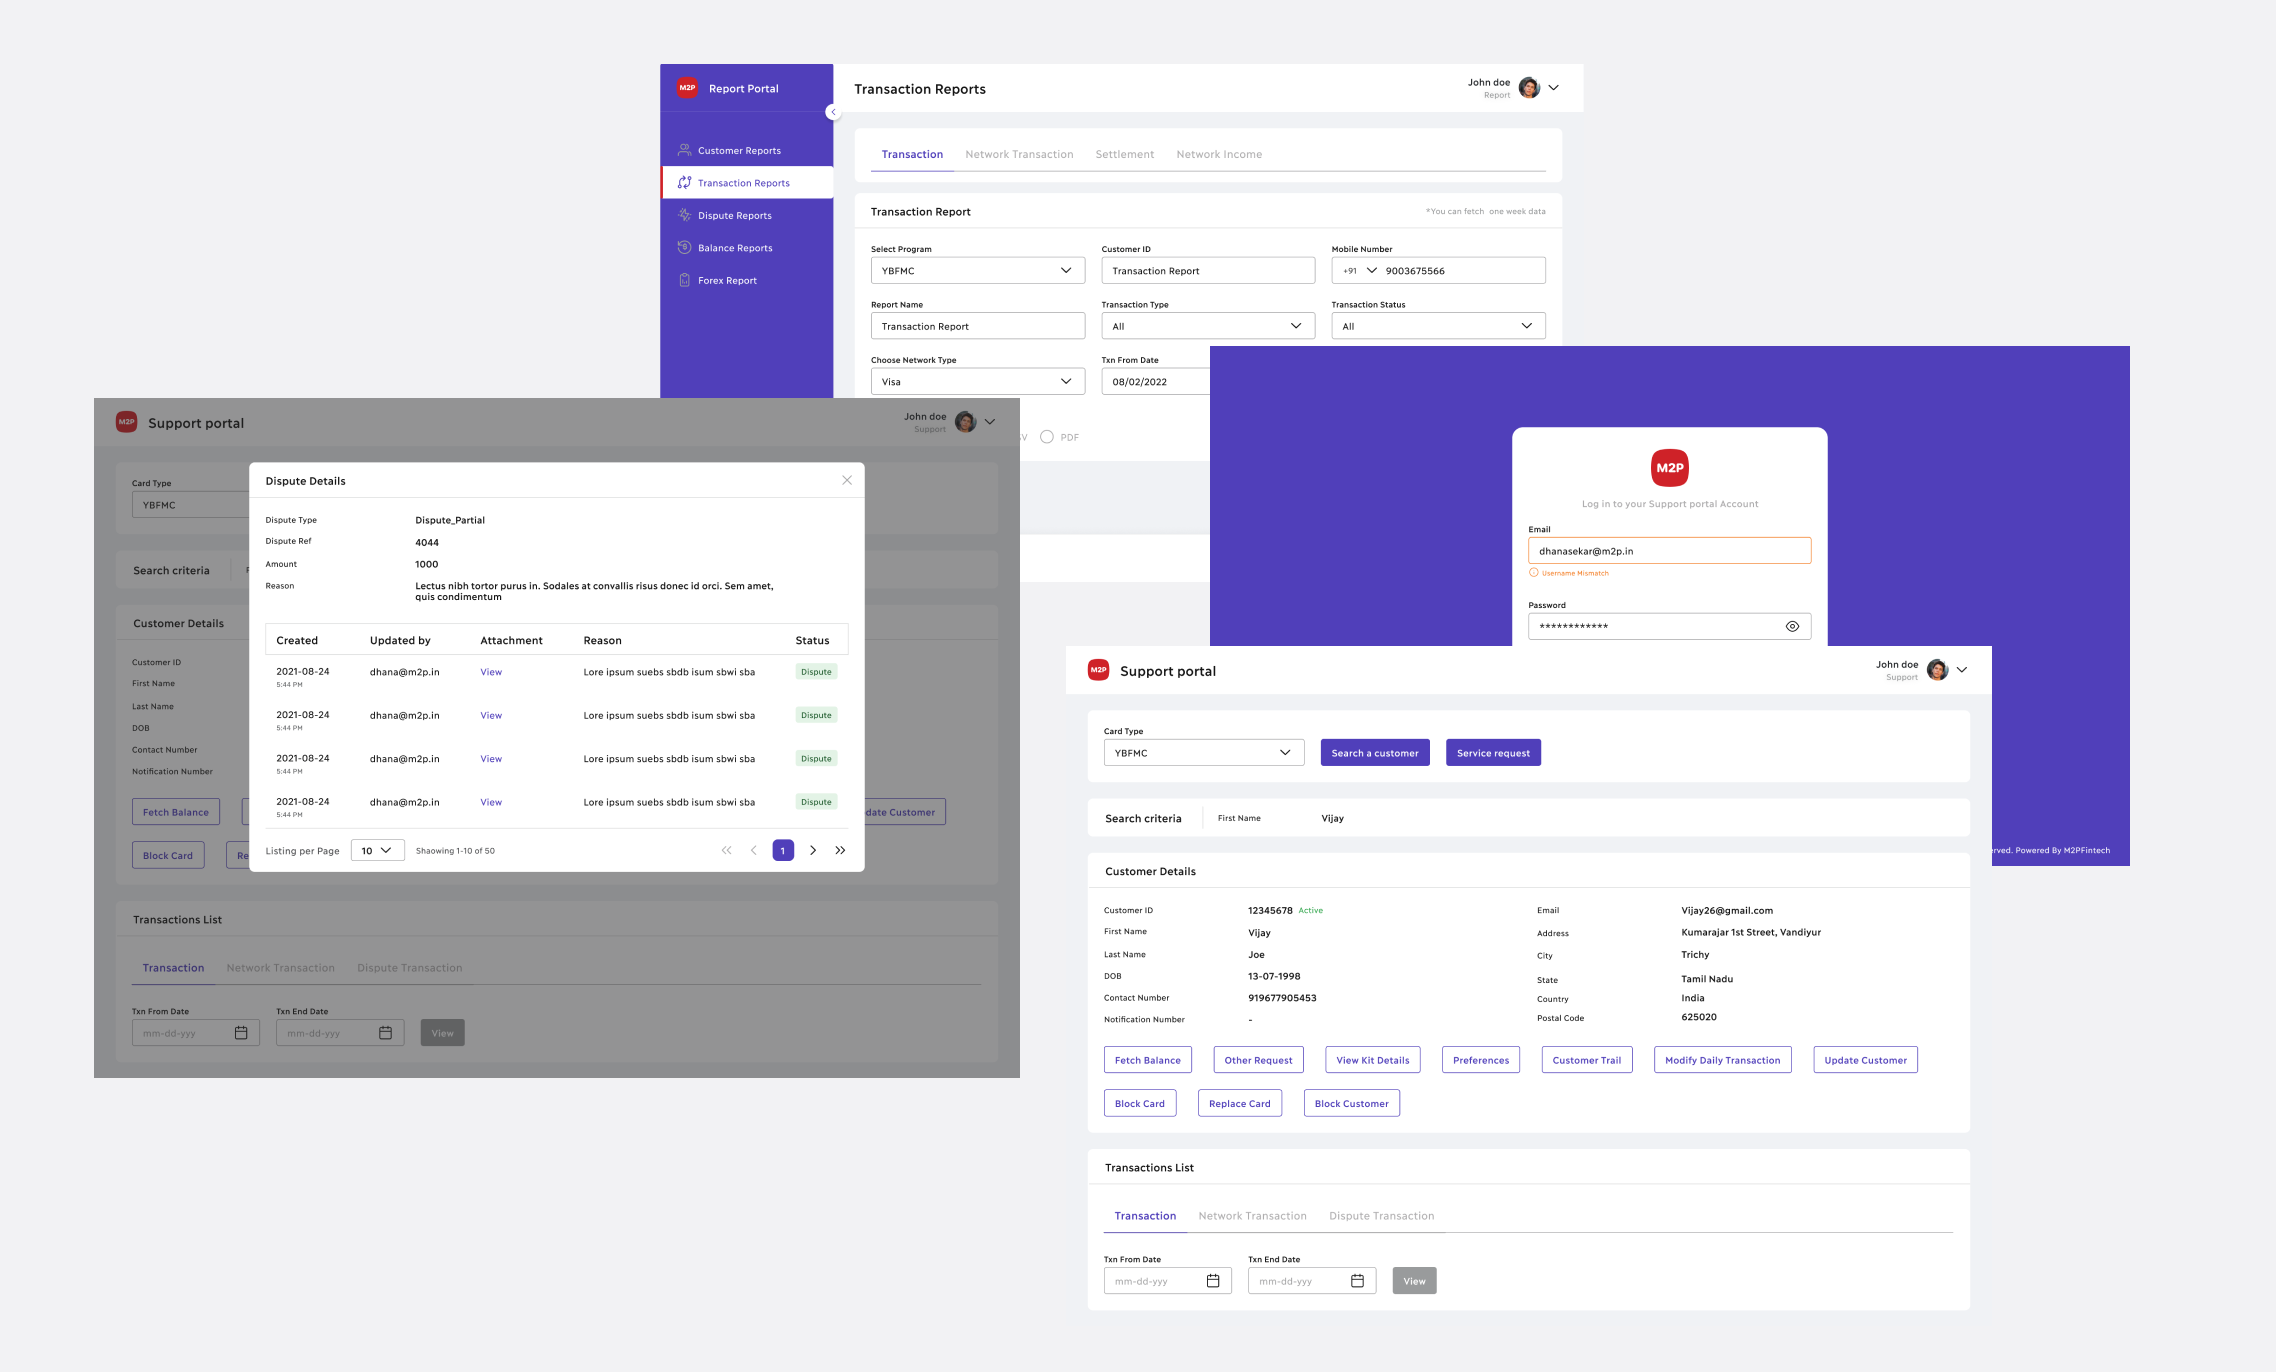 M2P Report Portal
Customer Reports
Transaction Reports
Dispute Reports
Balance Reports
Forex Report
Transaction Reports
John doe
Report
Transaction Network Transaction Settlement Network Income
Transaction Report
*You can fetch one week data
Select Program Customer ID Mobile Number
YBFMC Transaction Report +91 9003675566
Report Name Transaction Type Transaction Status
Transaction Report All All
Choose Network Type Txn From Date
Visa 08/02/2022
PDF
M2P Support portal
John doe
Support
Card Type
YBFMC
Search criteria
Customer Details
Customer ID
First Name
Last Name
DOB
Contact Number
Notification Number
Fetch Balance
date Customer
Block Card Re
Transactions List
Transaction Network Transaction Dispute Transaction
Txn From Date Txn End Date
mm-dd-yyy mm-dd-yyy View
Dispute Details
Dispute Type Dispute_Partial
Dispute Ref 4044
Amount 1000
Reason Lectus nibh tortor purus in. Sodales at convallis risus donec id orci. Sem amet,
quis condimentum
Created Updated by Attachment Reason Status
2021-08-24 dhana@m2p.in View Lore ipsum suebs sbdb isum sbwi sba Dispute
5:44 PM
2021-08-24 dhana@m2p.in View Lore ipsum suebs sbdb isum sbwi sba Dispute
5:44 PM
2021-08-24 dhana@m2p.in View Lore ipsum suebs sbdb isum sbwi sba Dispute
5:44 PM
2021-08-24 dhana@m2p.in View Lore ipsum suebs sbdb isum sbwi sba Dispute
5:44 PM
Listing per Page 10 Shaowing 1-10 of 50 1
M2P
Log in to your Support portal Account
Email
dhanasekar@m2p.in
Username Mismatch
Password
************
rved. Powered By M2PFintech
M2P Support portal
John doe
Support
Card Type
YBFMC Search a customer Service request
Search criteria First Name Vijay
Customer Details
Customer ID 12345678 Active
First Name Vijay
Last Name Joe
DOB 13-07-1998
Contact Number 919677905453
Notification Number -
Email Vijay26@gmail.com
Address Kumarajar 1st Street, Vandiyur
City Trichy
State Tamil Nadu
Country India
Postal Code 625020
Fetch Balance Other Request View Kit Details Preferences Customer Trail Modify Daily Transaction Update Customer
Block Card Replace Card Block Customer
Transactions List
Transaction Network Transaction Dispute Transaction
Txn From Date Txn End Date
mm-dd-yyy mm-dd-yyy View